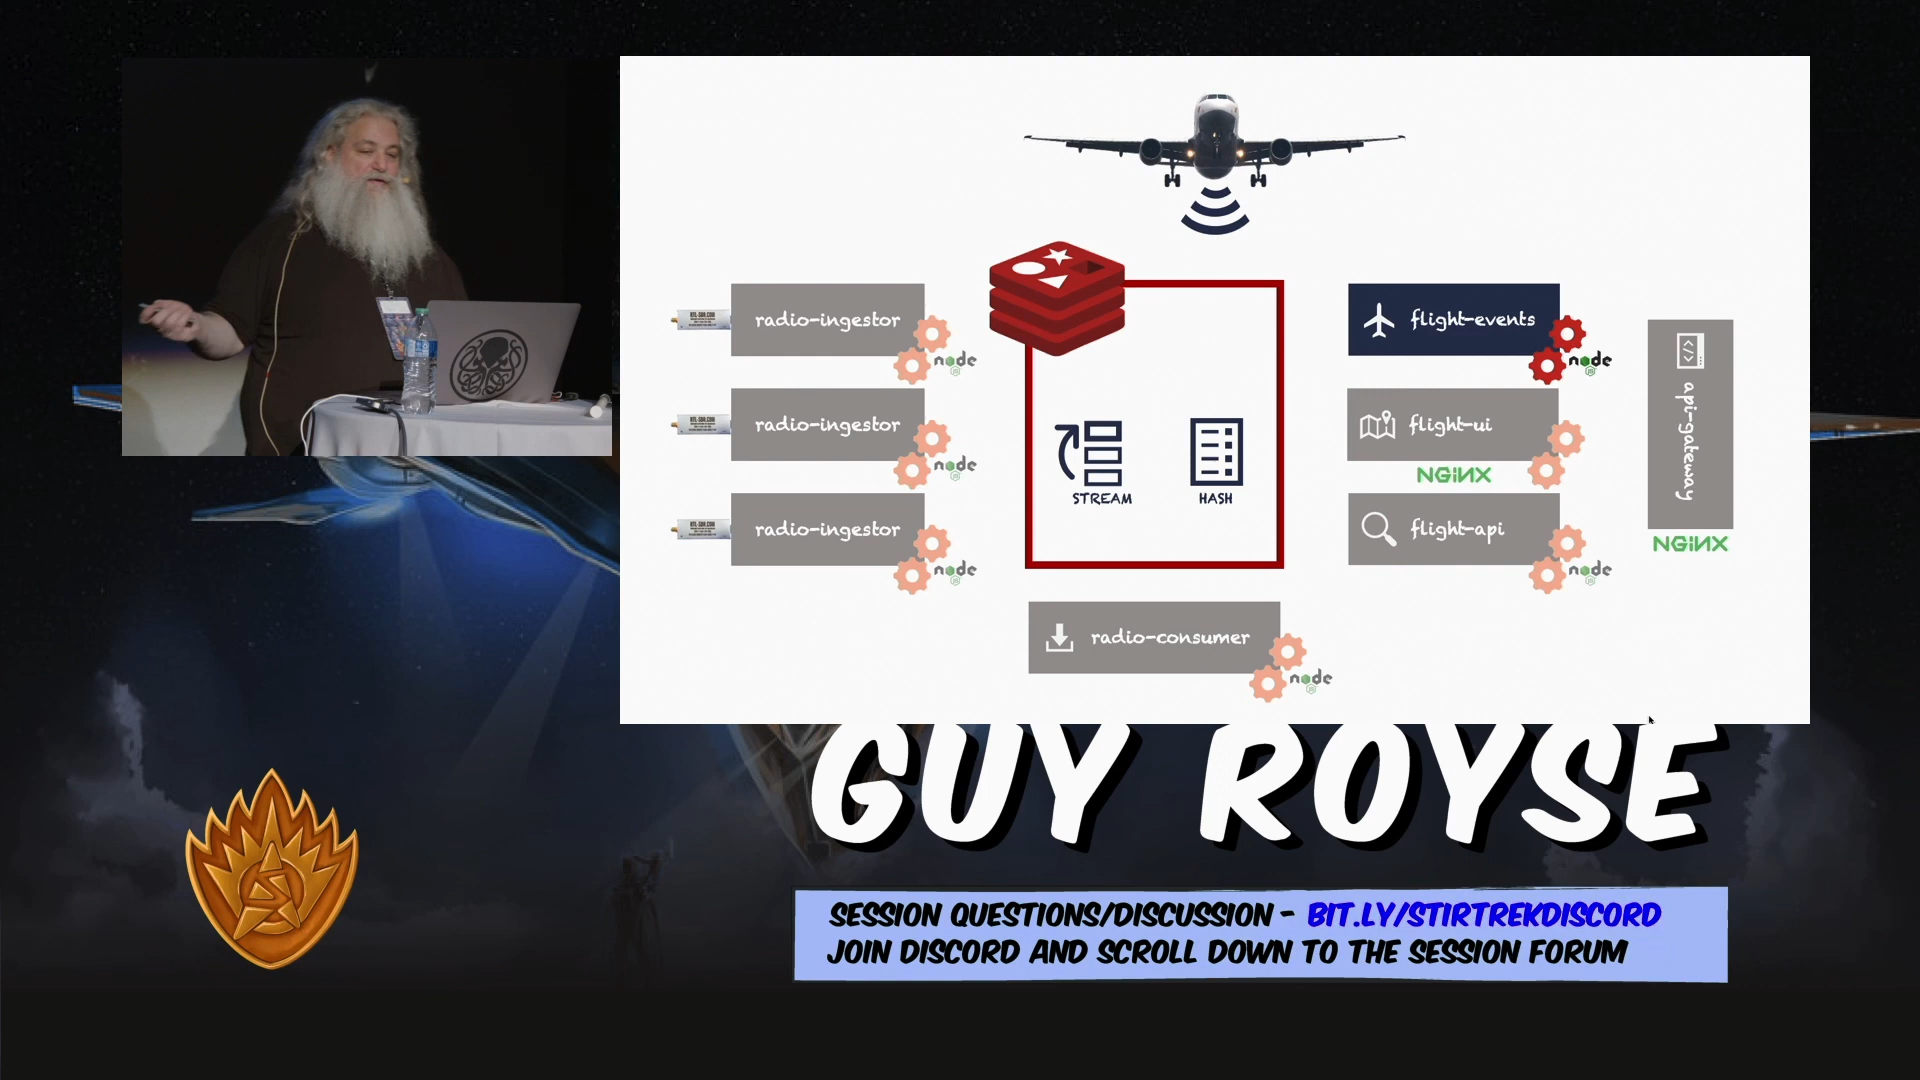 radio-ingestor
node
radio-ingestor
node
radio-ingestor
node
STREAM
HASH
radio-consumer
node
flight-events
node
flight-ui
NGINX
flight-api
node
api-gateway
NGINX
GUY ROYSE
SESSION QUESTIONS/DISCUSSION - BIT.LY/STIRTREKDISCORD
JOIN DISCORD AND SCROLL DOWN TO THE SESSION FORUM